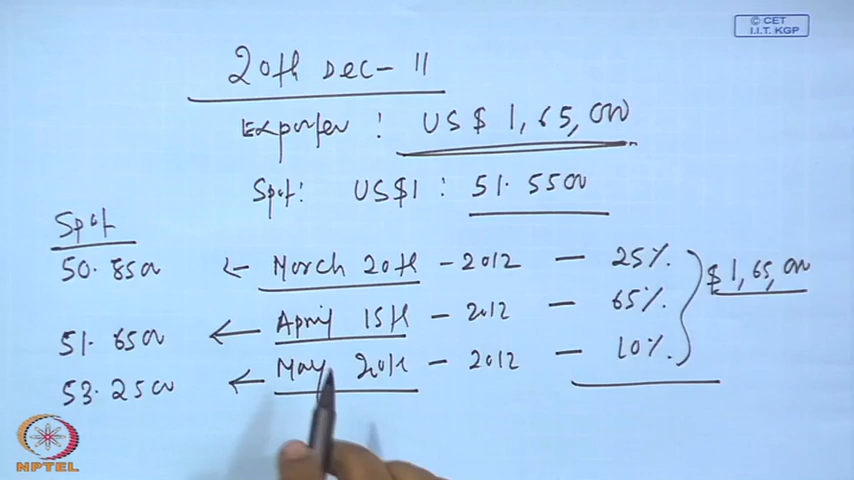 © CET
I.I.T. KGP
20th Dec- 11
Exporter : US $ 1,65,000
Spot: US$1 : 51.5500
Spot
50.8500 ← March 20th - 2012 - 25%. $1,65,000
51.6500 ← April 15th - 2012 - 65%.
53.2500 ← May 20th - 2012 - 10%.
NPTEL